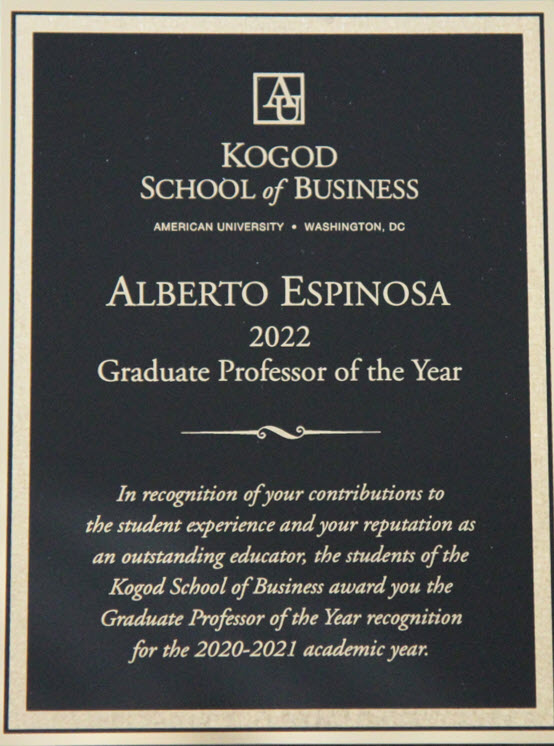 AU
KOGOD
SCHOOL of BUSINESS
AMERICAN UNIVERSITY • WASHINGTON, DC
ALBERTO ESPINOSA
2022
Graduate Professor of the Year
In recognition of your contributions to
the student experience and your reputation as
an outstanding educator, the students of the
Kogod School of Business award you the
Graduate Professor of the Year recognition
for the 2020-2021 academic year.